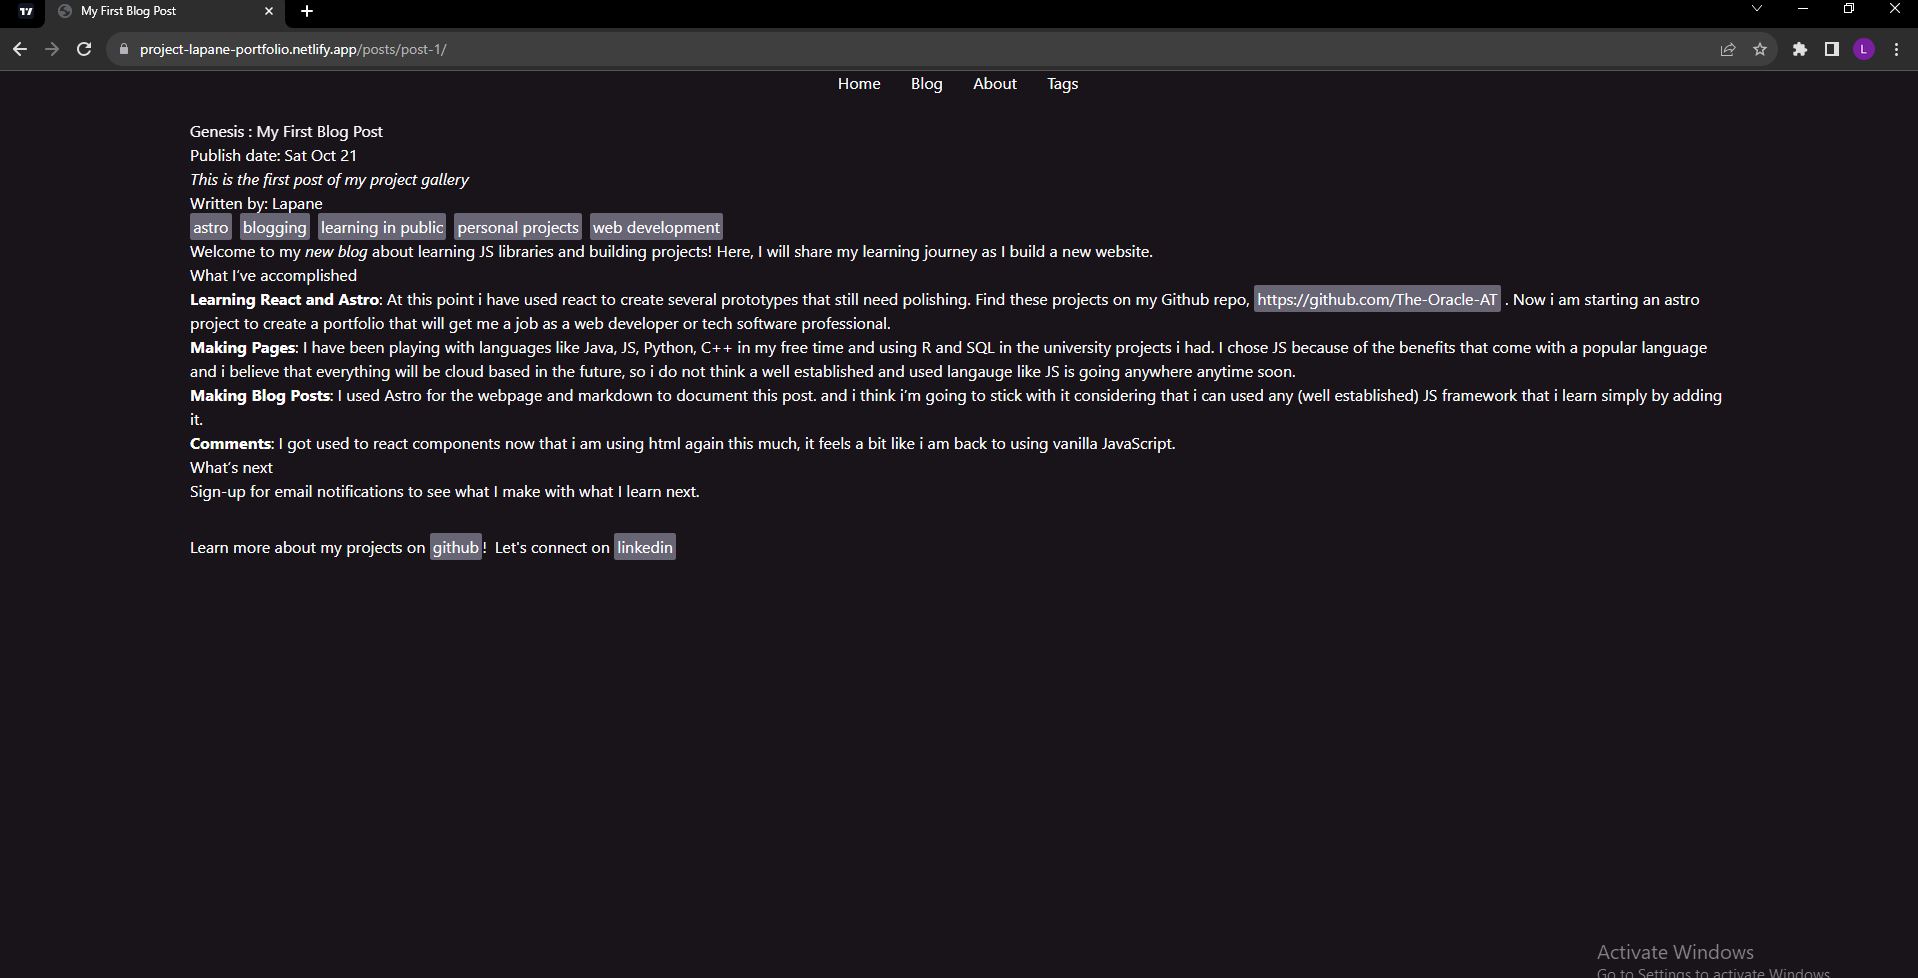 My First Blog Post
project-lapane-portfolio.netlify.app/posts/post-1/
L
Home Blog About Tags
Genesis : My First Blog Post
Publish date: Sat Oct 21
This is the first post of my project gallery
Written by: Lapane
astro blogging learning in public personal projects web development
Welcome to my new blog about learning JS libraries and building projects! Here, I will share my learning journey as I build a new website.
What I've accomplished
Learning React and Astro: At this point i have used react to create several prototypes that still need polishing. Find these projects on my Github repo, https://github.com/The-Oracle-AT . Now i am starting an astro
project to create a portfolio that will get me a job as a web developer or tech software professional.
Making Pages: I have been playing with languages like Java, JS, Python, C++ in my free time and using R and SQL in the university projects i had. I chose JS because of the benefits that come with a popular language
and i believe that everything will be cloud based in the future, so i do not think a well established and used langauge like JS is going anywhere anytime soon.
Making Blog Posts: I used Astro for the webpage and markdown to document this post. and i think i'm going to stick with it considering that i can used any (well established) JS framework that i learn simply by adding
it.
Comments: I got used to react components now that i am using html again this much, it feels a bit like i am back to using vanilla JavaScript.
What's next
Sign-up for email notifications to see what I make with what I learn next.
Learn more about my projects on github! Let's connect on linkedin
Activate Windows
Go to Settings to activate Windows